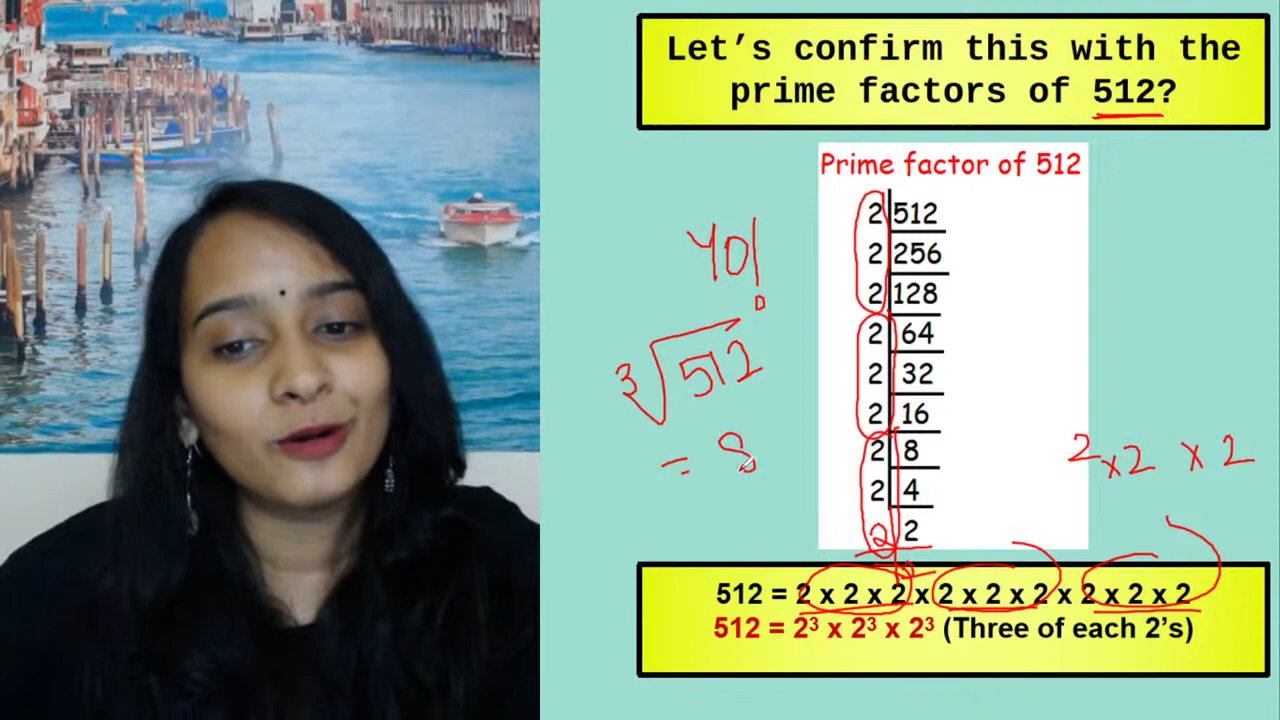 Let's confirm this with the
prime factors of 512?
Prime factor of 512
2 512
2 256
2 128
2 64
2 32
2 16
2 8
2 4
2 2
YO!
3√512
= 8
2 x 2 x 2
512 = 2 x 2 x 2 x 2 x 2 x 2 x 2 x 2 x 2
512 = 2³ x 2³ x 2³ (Three of each 2's)